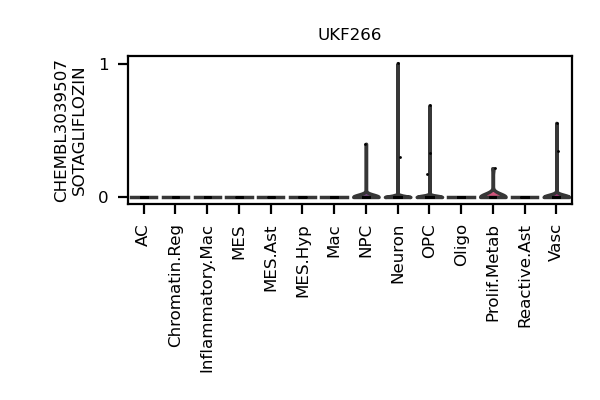 UKF266
CHEMBL3039507
SOTAGLIFLOZIN
1
0
AC
Chromatin.Reg
Inflammatory.Mac
MES
MES.Ast
MES.Hyp
Mac
NPC
Neuron
OPC
Oligo
Prolif.Metab
Reactive.Ast
Vasc